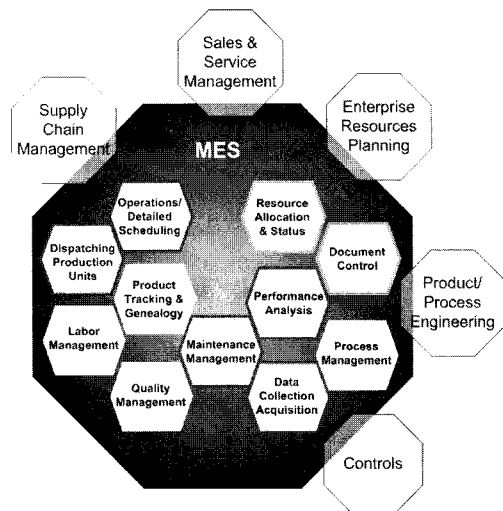 Sales &
Service
Management
Supply
Chain
Management
Enterprise
Resources
Planning
MES
Operations/
Detailed
Scheduling
Resource
Allocation
& Status
Dispatching
Production
Units
Document
Control
Product
Tracking &
Genealogy
Performance
Analysis
Product/
Process
Engineering
Labor
Management
Maintenance
Management
Process
Management
Quality
Management
Data
Collection
Acquisition
Controls